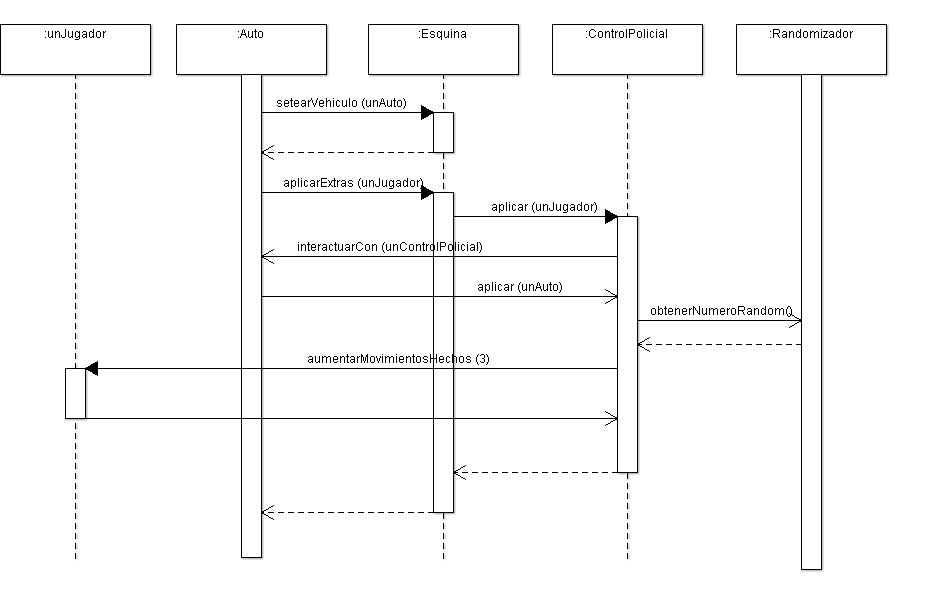 :unJugador
:Auto
:Esquina
:ControlPolicial
:Randomizador
setearVehiculo (unAuto)
aplicarExtras (unJugador)
aplicar (unJugador)
interactuarCon (unControlPolicial)
aplicar (unAuto)
obtenerNumeroRandom()
aumentarMovimientosHechos (3)